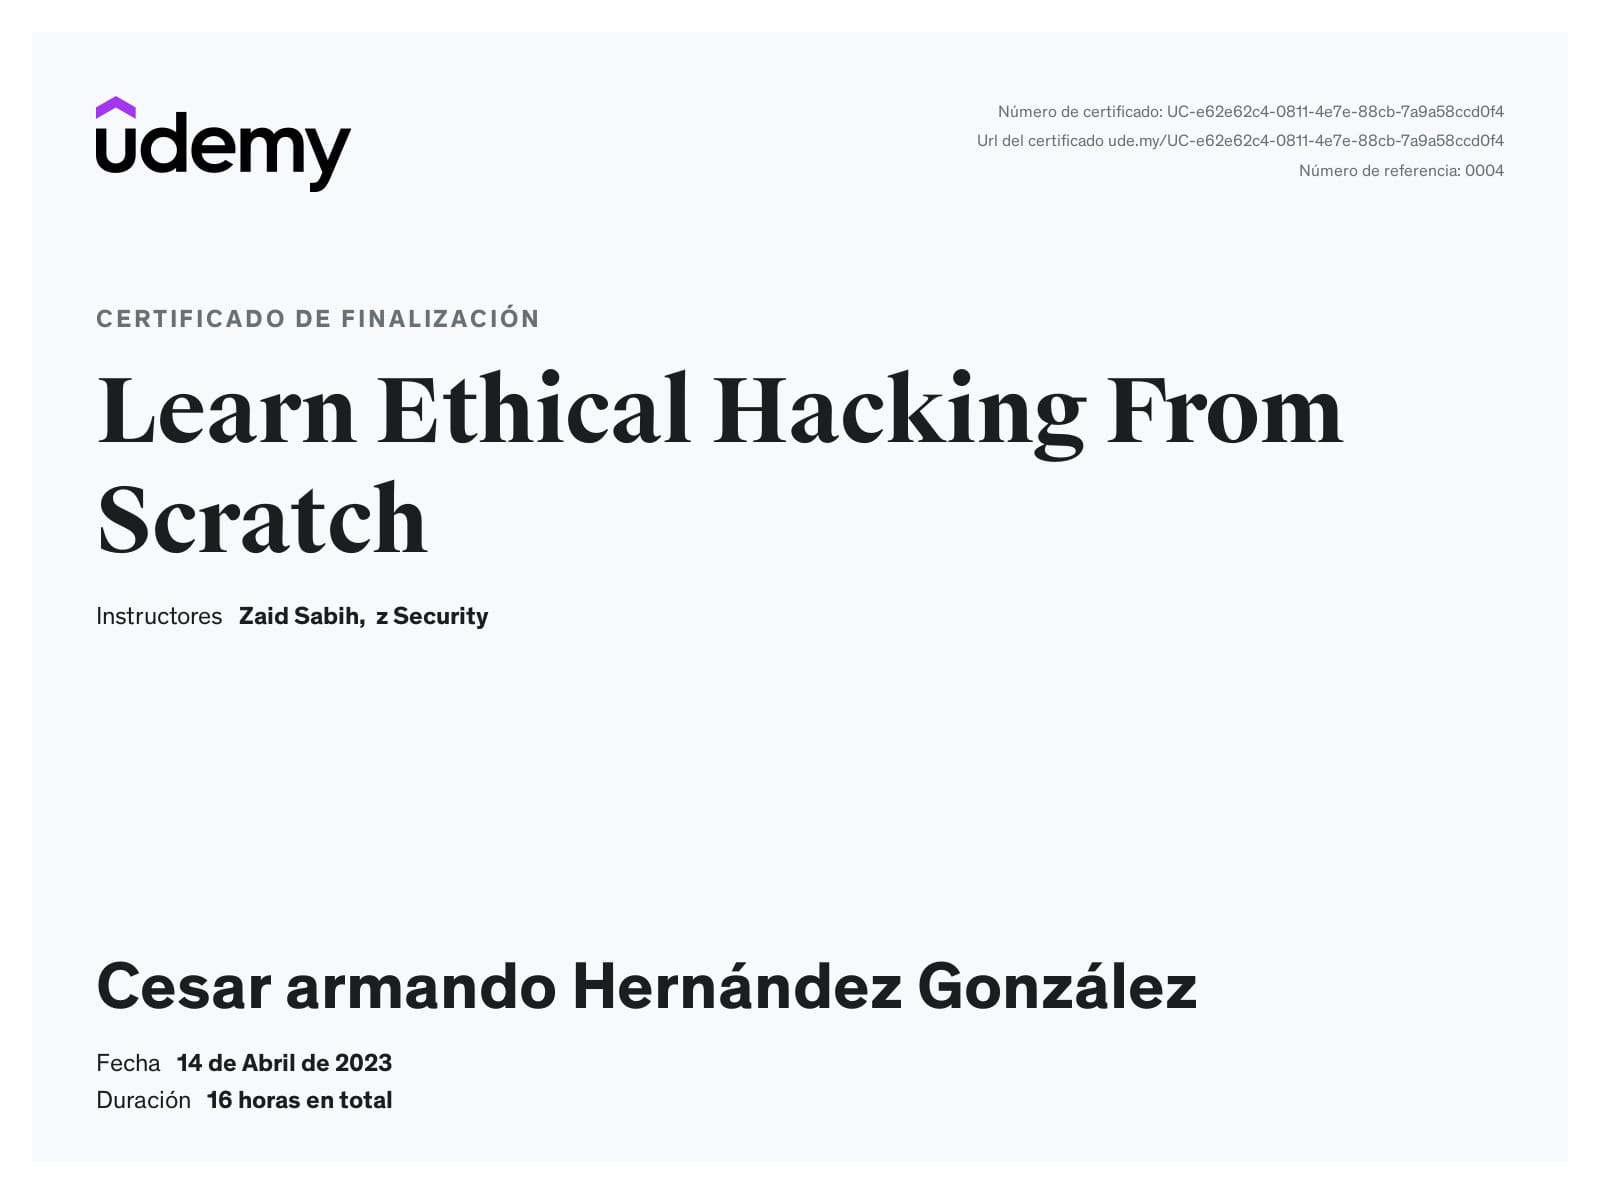 udemy
Número de certificado: UC-e62e62c4-0811-4e7e-88cb-7a9a58ccd0f4
Url del certificado ude.my/UC-e62e62c4-0811-4e7e-88cb-7a9a58ccd0f4
Número de referencia: 0004
CERTIFICADO DE FINALIZACIÓN
Learn Ethical Hacking From
Scratch
Instructores Zaid Sabih, z Security
Cesar armando Hernández González
Fecha 14 de Abril de 2023
Duración 16 horas en total